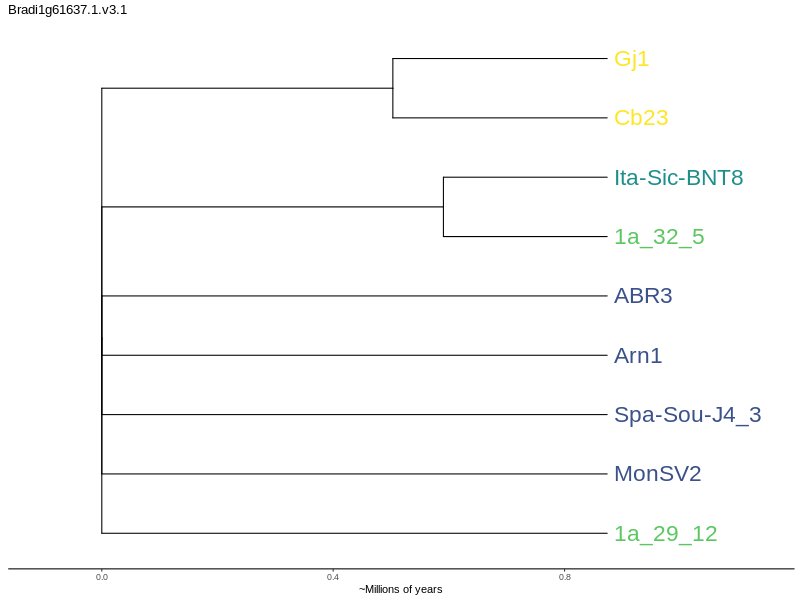 Bradi1g61637.1.v3.1
Gj1
Cb23
Ita-Sic-BNT8
1a_32_5
ABR3
Arn1
Spa-Sou-J4_3
MonSV2
1a_29_12
0.0 0.4 0.8
~Millions of years